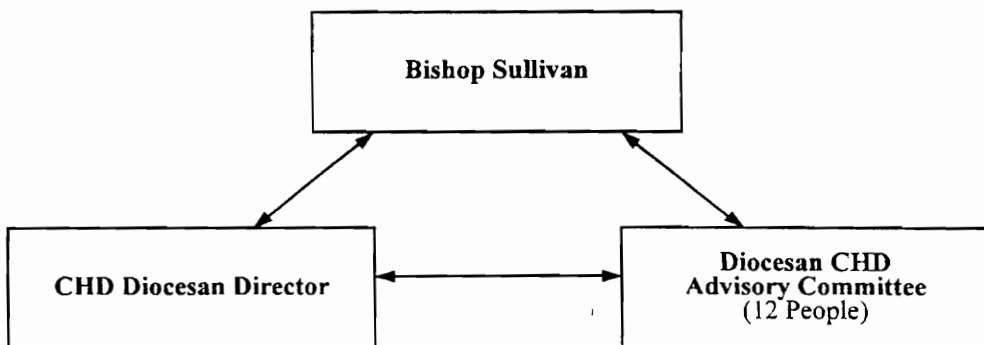 Bishop Sullivan
CHD Diocesan Director
Diocesan CHD
Advisory Committee
(12 People)